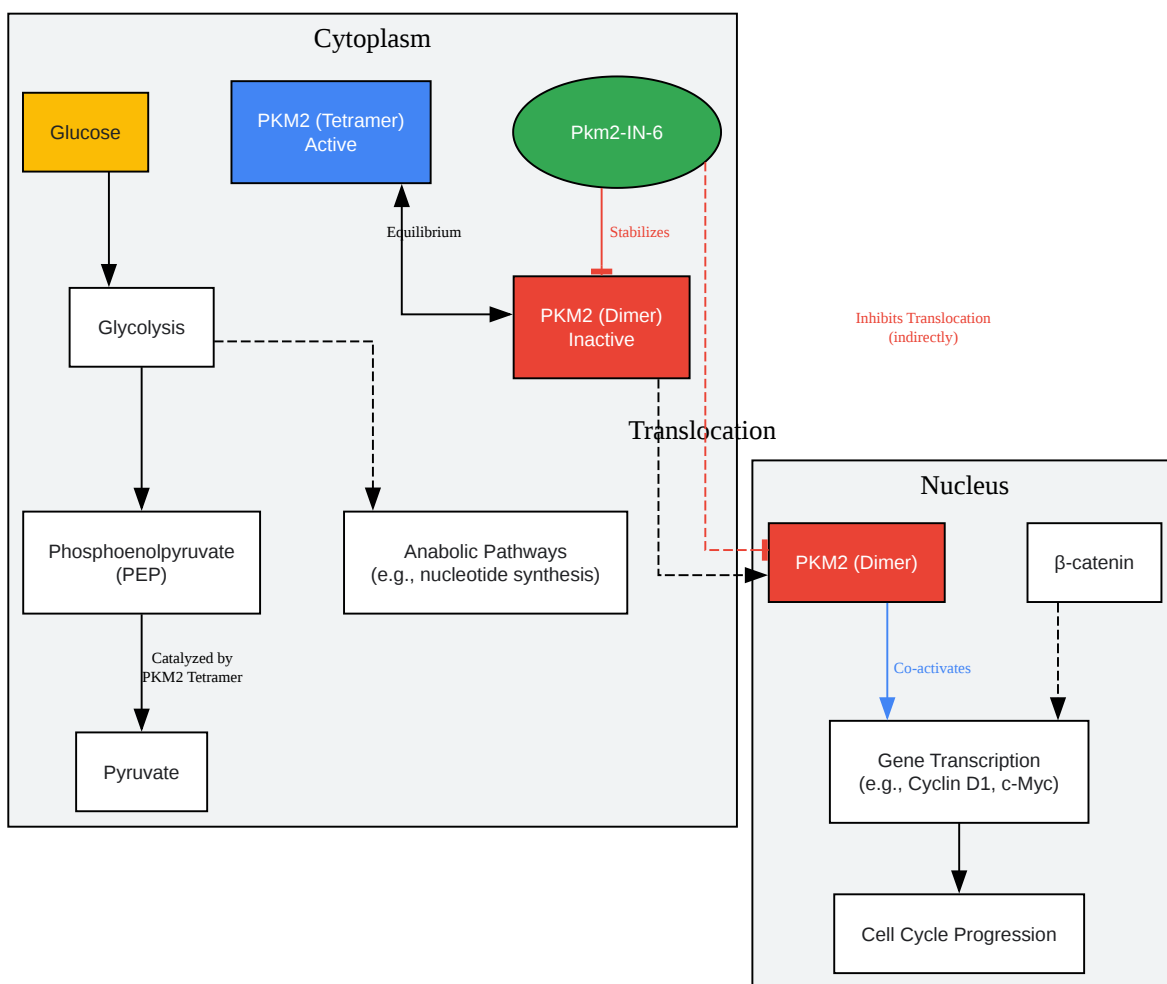 Cytoplasm
Glucose
PKM2 (Tetramer)
Active
Pkm2-IN-6
Equilibrium
Stabilizes
Glycolysis
PKM2 (Dimer)
Inactive
Inhibits Translocation
(indirectly)
Translocation
Nucleus
Phosphoenolpyruvate
(PEP)
Anabolic Pathways
(e.g., nucleotide synthesis)
PKM2 (Dimer)
β-catenin
Catalyzed by
PKM2 Tetramer
Co-activates
Pyruvate
Gene Transcription
(e.g., Cyclin D1, c-Myc)
Cell Cycle Progression